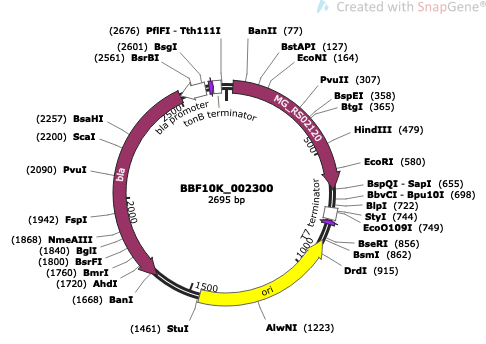 Created with SnapGene®
(2676) PflFI - Tth111I
(2601) BsgI
(2561) BsrBI
BanII (77)
BstAPI (127)
EcoNI (164)
PvuII (307)
BspEI (358)
BtgI (365)
HindIII (479)
EcoRI (580)
BspQI - SapI (655)
BbvCI - Bpu10I (698)
BlpI (722)
StyI (744)
EcoO109I (749)
BseRI (856)
BsmI (862)
DrdI (915)
AlwNI (1223)
(1461) StuI
(1668) BanI
(1720) AhdI
(1760) BmrI
(1800) BsrFI
(1840) BglI
(1868) NmeAIII
(1942) FspI
(2090) PvuI
(2200) ScaI
(2257) BsaHI
bla promoter
tonB terminator
MG_RS02120
T7 terminator
ori
bla
500
1000
1500
2000
2500
BBF10K_002300
2695 bp